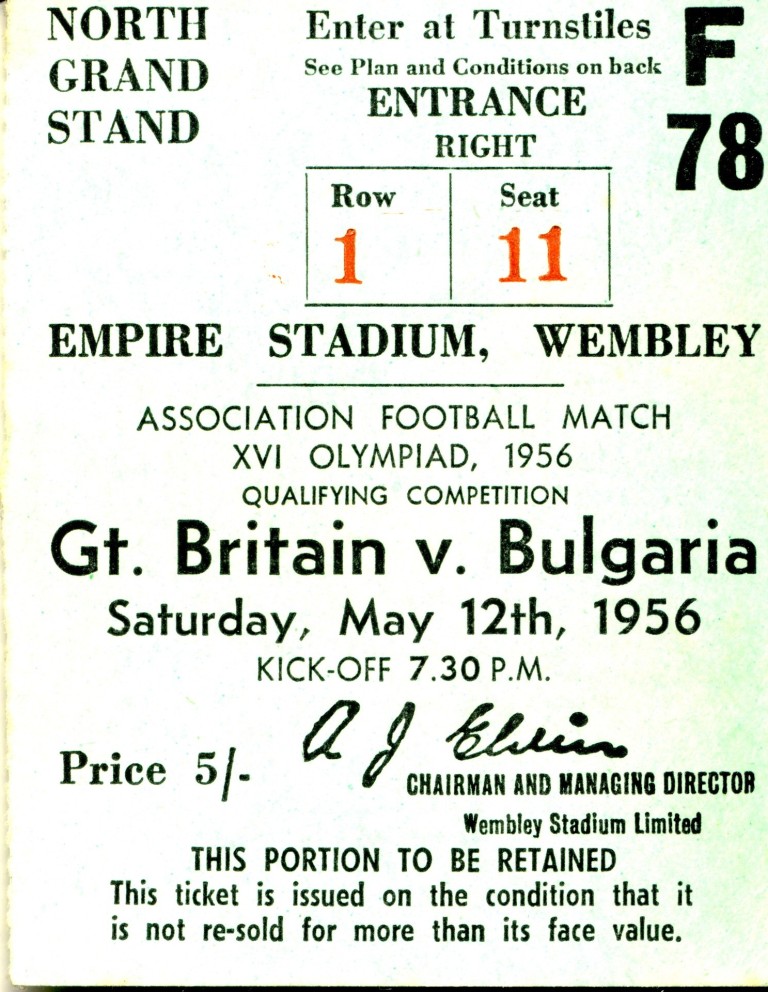 NORTH
GRAND
STAND
Enter at Turnstiles
See Plan and Conditions on back
ENTRANCE
RIGHT
F
78
Row Seat
1 11
EMPIRE STADIUM, WEMBLEY
ASSOCIATION FOOTBALL MATCH
XVI OLYMPIAD, 1956
QUALIFYING COMPETITION
Gt. Britain v. Bulgaria
Saturday, May 12th, 1956
KICK-OFF 7.30 P.M.
Price 5/-
A J Elvin
CHAIRMAN AND MANAGING DIRECTOR
Wembley Stadium Limited
THIS PORTION TO BE RETAINED
This ticket is issued on the condition that it
is not re-sold for more than its face value.